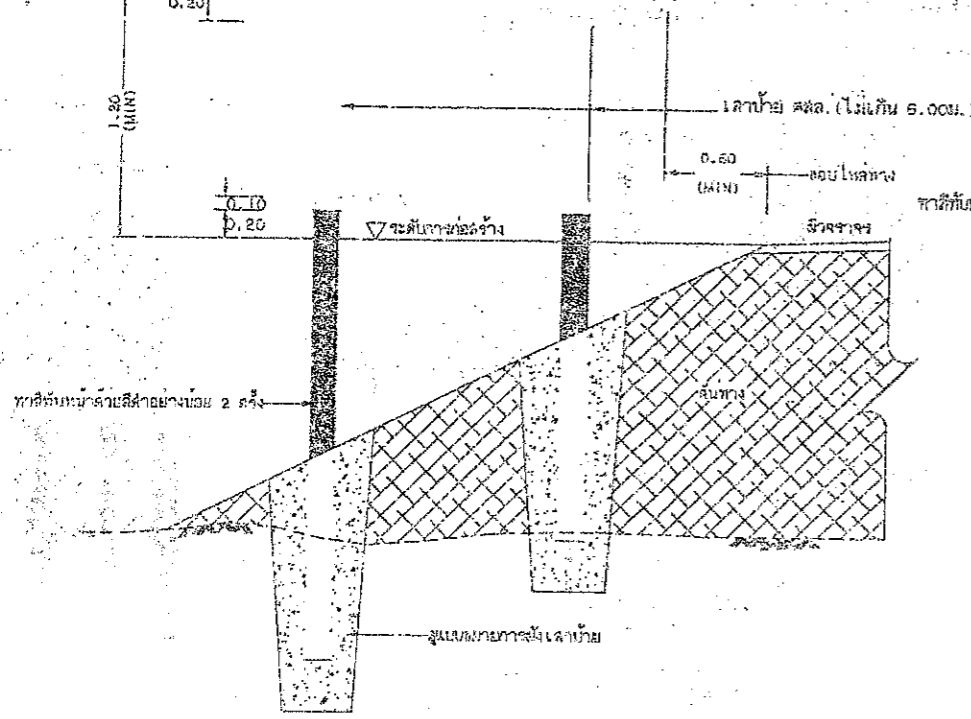 0.20
1.20
(MIN)
เสาป้าย คสล. (ไม่เกิน 6.00ม.
0.60
(MIN)
ขอบไหล่ทาง
0.10
0.20
ระดับการก่อสร้าง
ผิวจราจร
ทาสีทับ
ทาสีทับหน้าด้วยสีดำอย่างน้อย 2 ครั้ง
คันทาง
ดูแบบขยายการฝังเสาป้าย